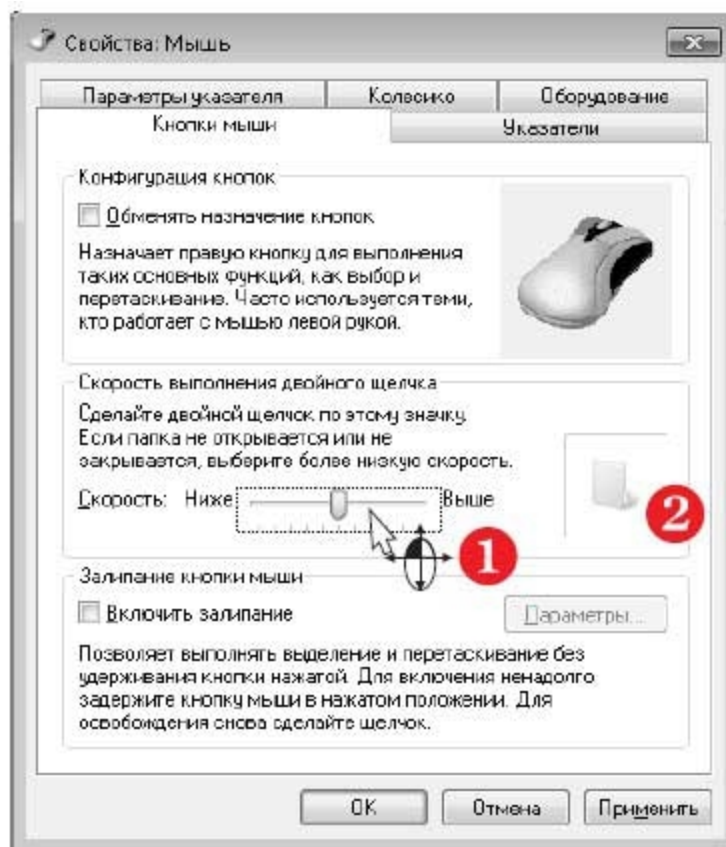 Свойства: Мышь
Параметры указателя Колесико Оборудование
Кнопки мыши Указатели
Конфигурация кнопок
Обменять назначение кнопок
Назначает правую кнопку для выполнения
таких основных функций, как выбор и
перетаскивание. Часто используется теми,
кто работает с мышью левой рукой.
Скорость выполнения двойного щелчка
Сделайте двойной щелчок по этому значку.
Если папка не открывается или не
закрывается, выберите более низкую скорость.
Скорость: Ниже Выше
2
1
Залипание кнопки мыши
Включить залипание Параметры...
Позволяет выполнять выделение и перетаскивание без
удерживания кнопки нажатой. Для включения ненадолго
задержите кнопку мыши в нажатом положении. Для
освобождения снова сделайте щелчок.
OK Отмена Применить